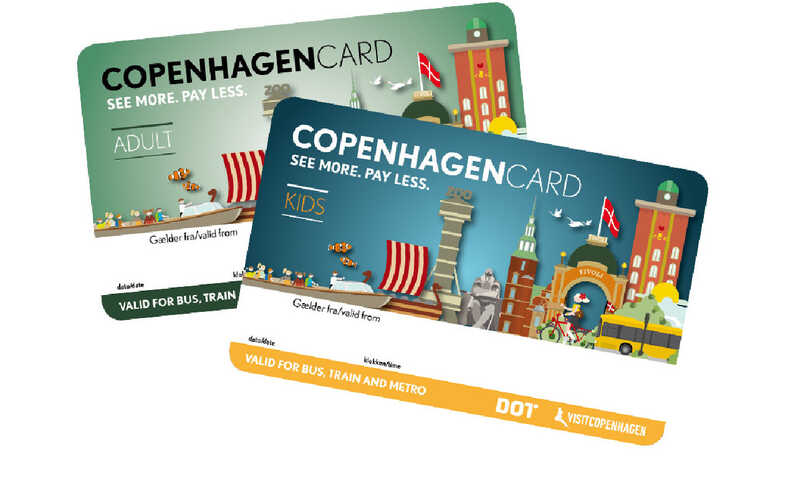 COPENHAGENCARD
SEE MORE. PAY LESS.
ADULT
ZOO
Gælder fra/valid from
dato/date
VALID FOR BUS, TRAIN
COPENHAGENCARD
SEE MORE. PAY LESS.
KIDS
ZOO
TIVOLI
Gælder fra/valid from
dato/date
klokken/time
VALID FOR BUS, TRAIN AND METRO
DOT
VISITCOPENHAGEN